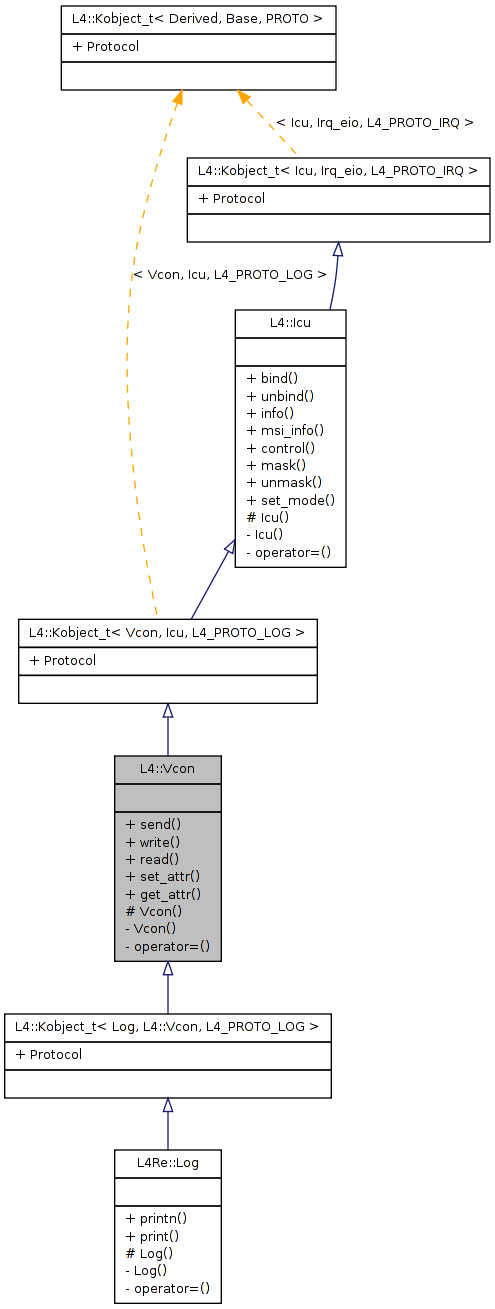 L4::Kobject_t< Derived, Base, PROTO >
+ Protocol
< Icu, Irq_eio, L4_PROTO_IRQ >
L4::Kobject_t< Icu, Irq_eio, L4_PROTO_IRQ >
+ Protocol
< Vcon, Icu, L4_PROTO_LOG >
L4::Icu
+ bind()
+ unbind()
+ info()
+ msi_info()
+ control()
+ mask()
+ unmask()
+ set_mode()
# Icu()
- Icu()
- operator=()
L4::Kobject_t< Vcon, Icu, L4_PROTO_LOG >
+ Protocol
L4::Vcon
+ send()
+ write()
+ read()
+ set_attr()
+ get_attr()
# Vcon()
- Vcon()
- operator=()
L4::Kobject_t< Log, L4::Vcon, L4_PROTO_LOG >
+ Protocol
L4Re::Log
+ printn()
+ print()
# Log()
- Log()
- operator=()